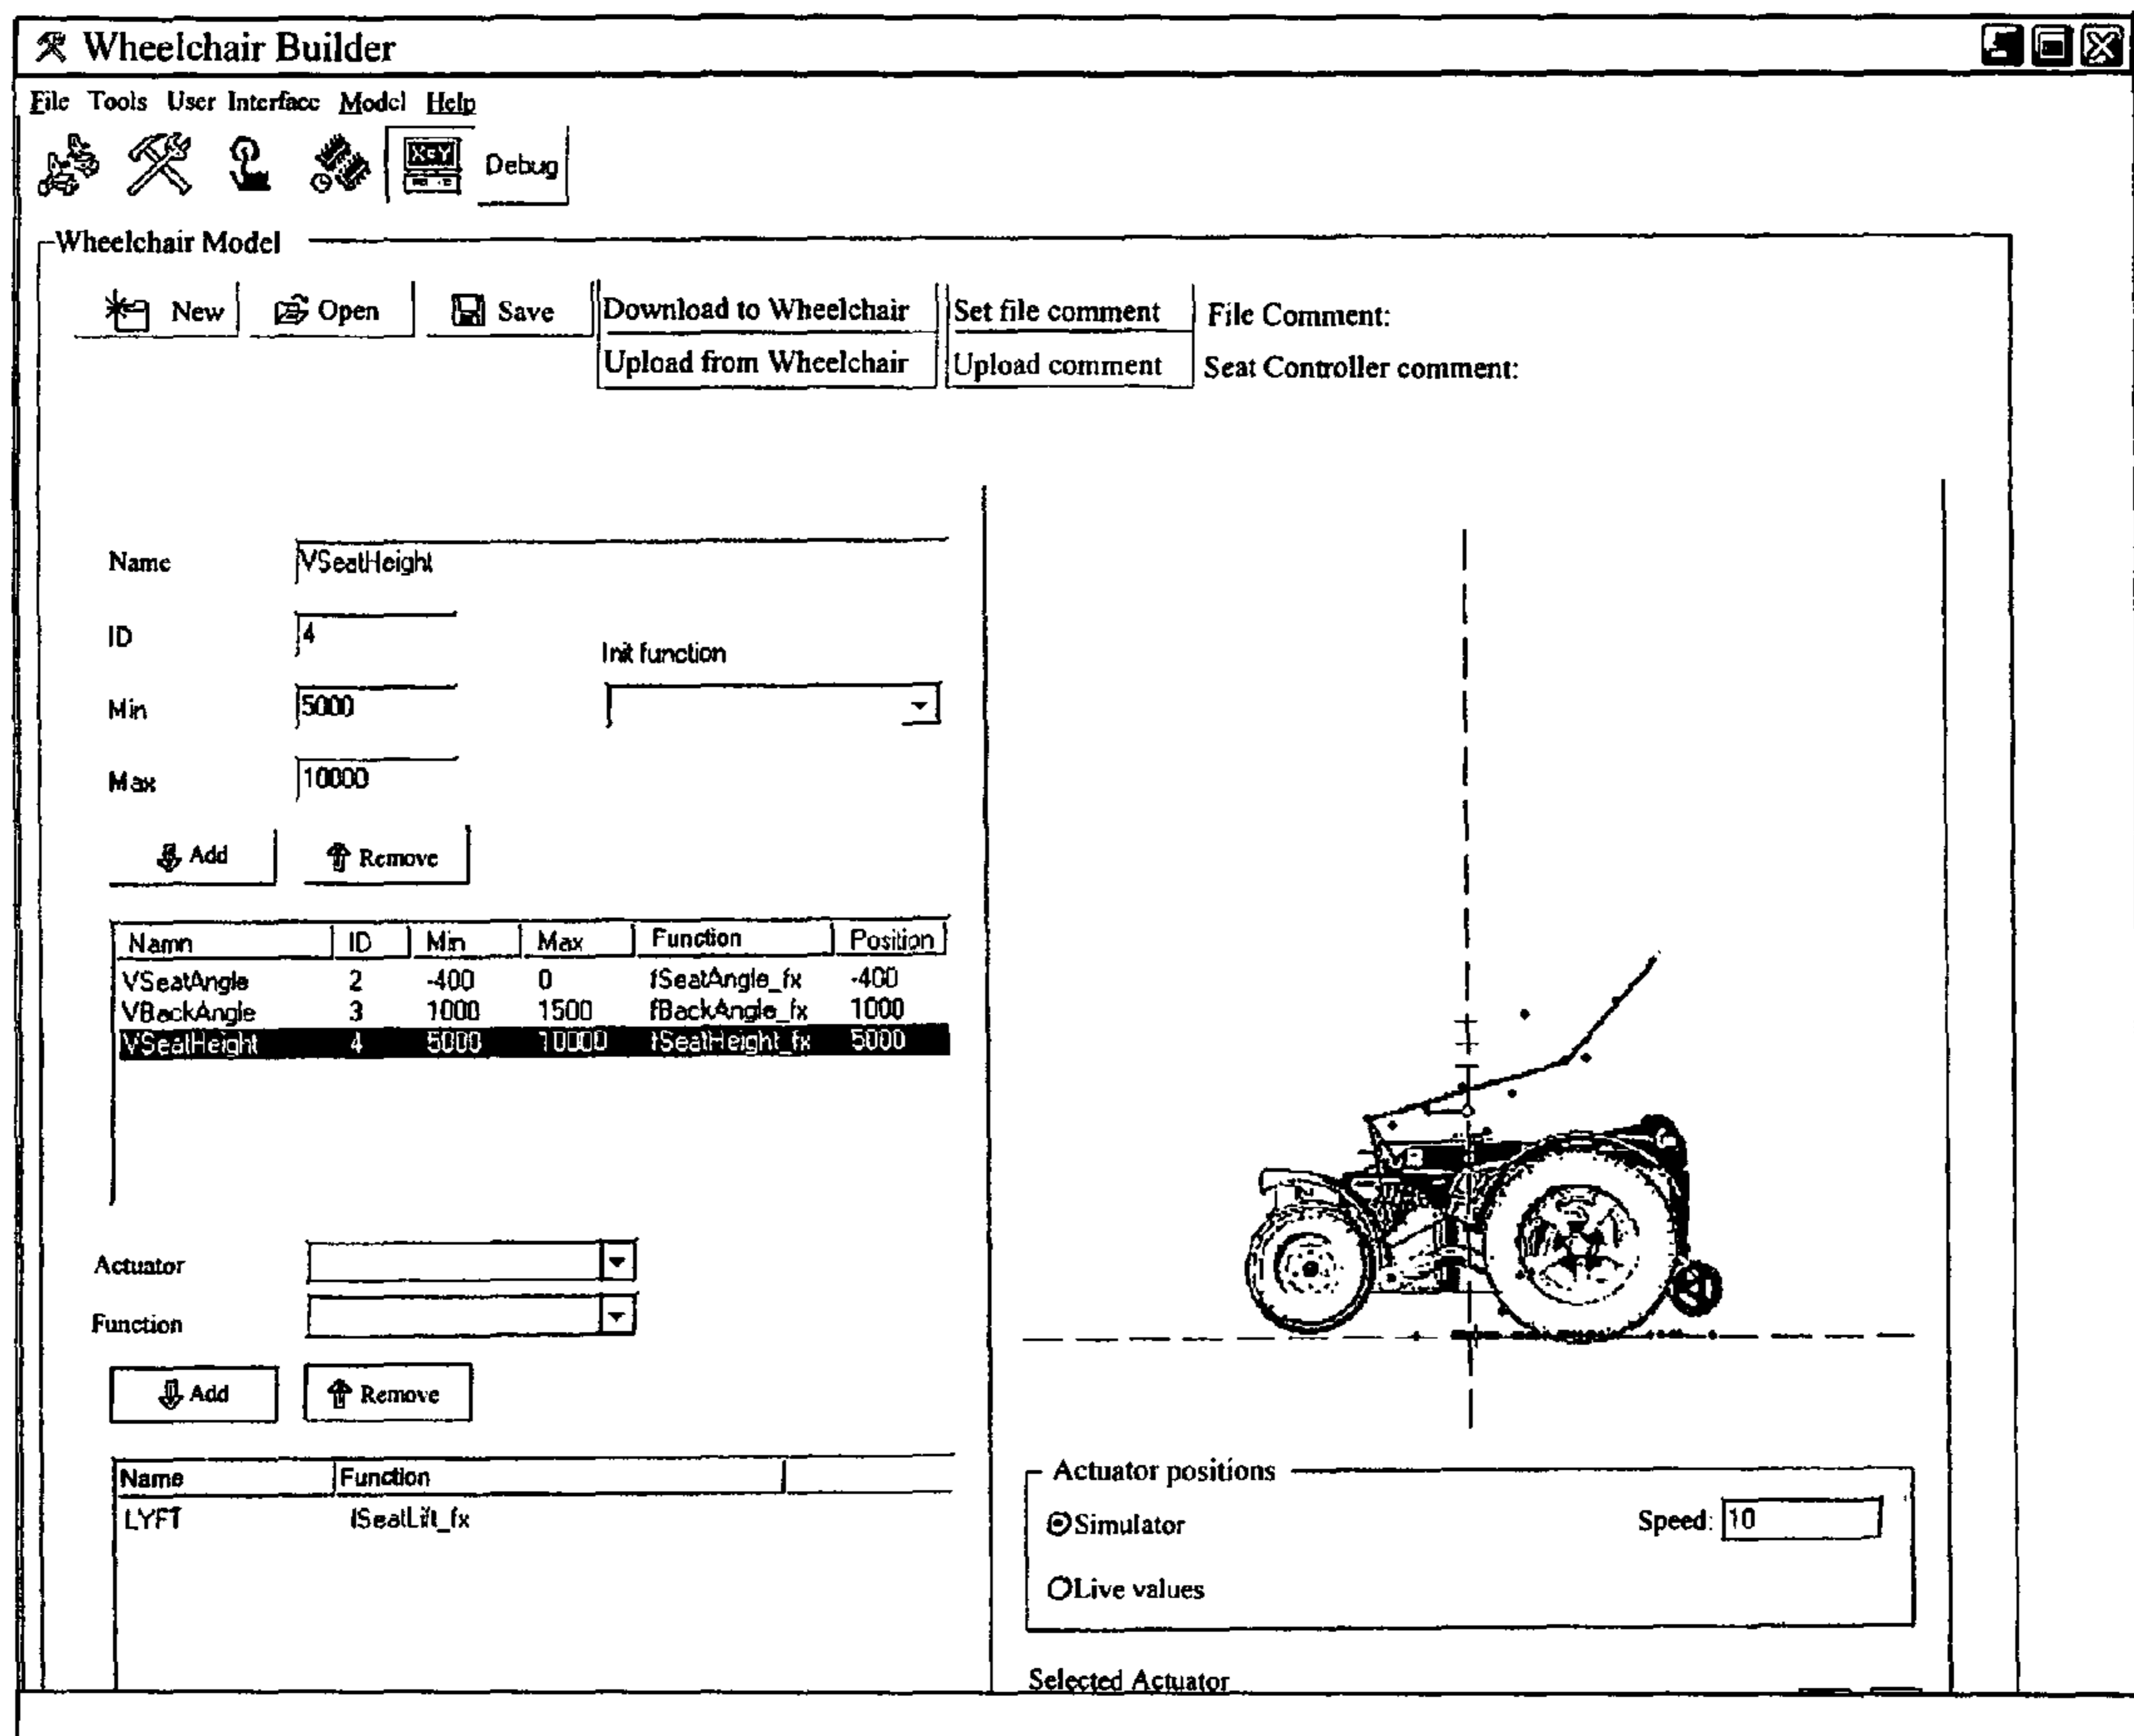 Wheelchair Builder
File Tools User Interface Model Help
Debug
Wheelchair Model
New Open Save Download to Wheelchair Set file comment File Comment:
Upload from Wheelchair Upload comment Seat Controller comment:
Name VSeatHeight
ID 4
Init function
Min 5000
Max 10000
Add Remove
Namn ID Min Max Function Position
VSeatAngle 2 -400 0 fSeatAngle_fx -400
VBackAngle 3 1000 1500 fBackAngle_fx 1000
VSeatHeight 4 5000 10000 fSeatHeight_fx 5000
Actuator
Function
Add Remove
Name Function
LYFT fSeatLift_fx
Actuator positions
Simulator Speed: 10
Live values
Selected Actuator